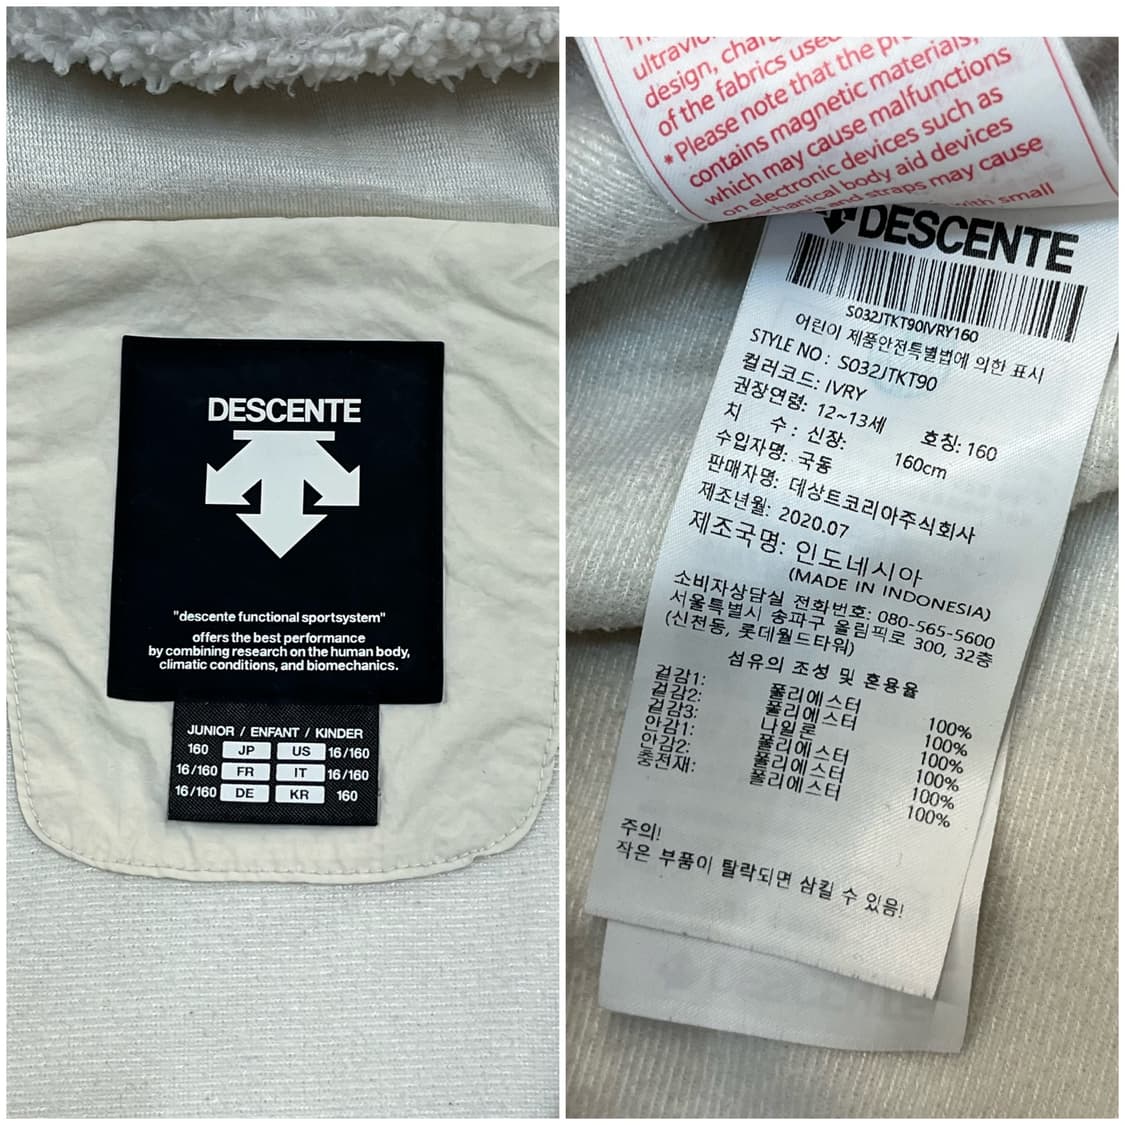 DESCENTE
"descente functional sportsystem"
offers the best performance
by combining research on the human body,
climatic conditions, and biomechanics.
JUNIOR / ENFANT / KINDER
160 JP US 16/160
16/160 FR IT 16/160
16/160 DE KR 160
design,
of the fabrics
* Please note that the
contains magnetic materials,
which may cause malfunctions
on electronic devices such as
body aid devices
and straps may cause
with small
DESCENTE
S032JTKT90IVRY160
어린이 제품안전특별법에 의한 표시
STYLE NO : S032JTKT90
컬러코드: IVRY
권장연령: 12~13세 호칭: 160
치 수 : 신장: 160cm
수입자명: 국동
판매자명: 데상트코리아주식회사
제조년월: 2020.07
제조국명: 인도네시아
(MADE IN INDONESIA)
소비자상담실 전화번호: 080-565-5600
서울특별시 송파구 올림픽로 300, 32층
(신천동, 롯데월드타워)
섬유의 조성 및 혼용율
겉감1: 폴리에스터 100%
겉감2: 폴리에스터 100%
겉감3: 나일론 100%
안감1: 폴리에스터 100%
안감2: 폴리에스터 100%
충전재: 폴리에스터 100%
주의!
작은 부품이 탈락되면 삼킬 수 있음!